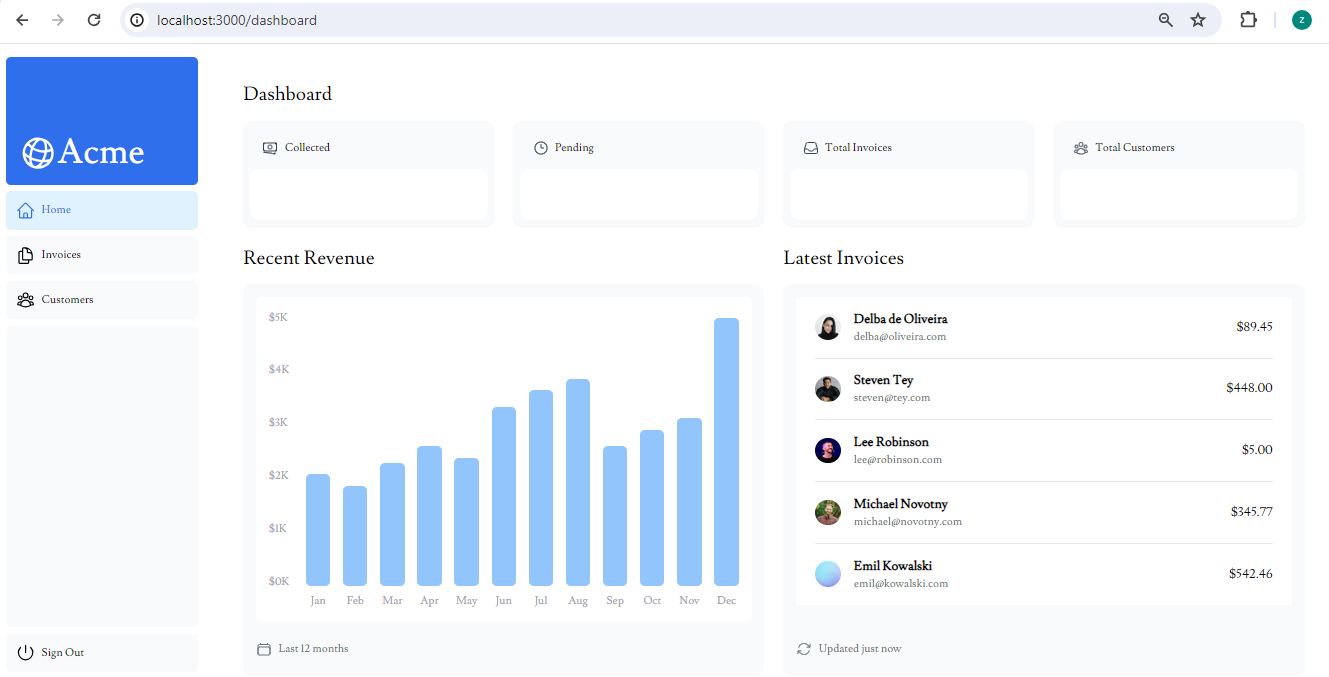 localhost:3000/dashboard
z
Acme
Home
Invoices
Customers
Sign Out
Dashboard
Collected
Pending
Total Invoices
Total Customers
Recent Revenue
$5K
$4K
$3K
$2K
$1K
$0K
Jan Feb Mar Apr May Jun Jul Aug Sep Oct Nov Dec
Last 12 months
Latest Invoices
Delba de Oliveira
delba@oliveira.com
$89.45
Steven Tey
steven@tey.com
$448.00
Lee Robinson
lee@robinson.com
$5.00
Michael Novotny
michael@novotny.com
$345.77
Emil Kowalski
emil@kowalski.com
$542.46
Updated just now